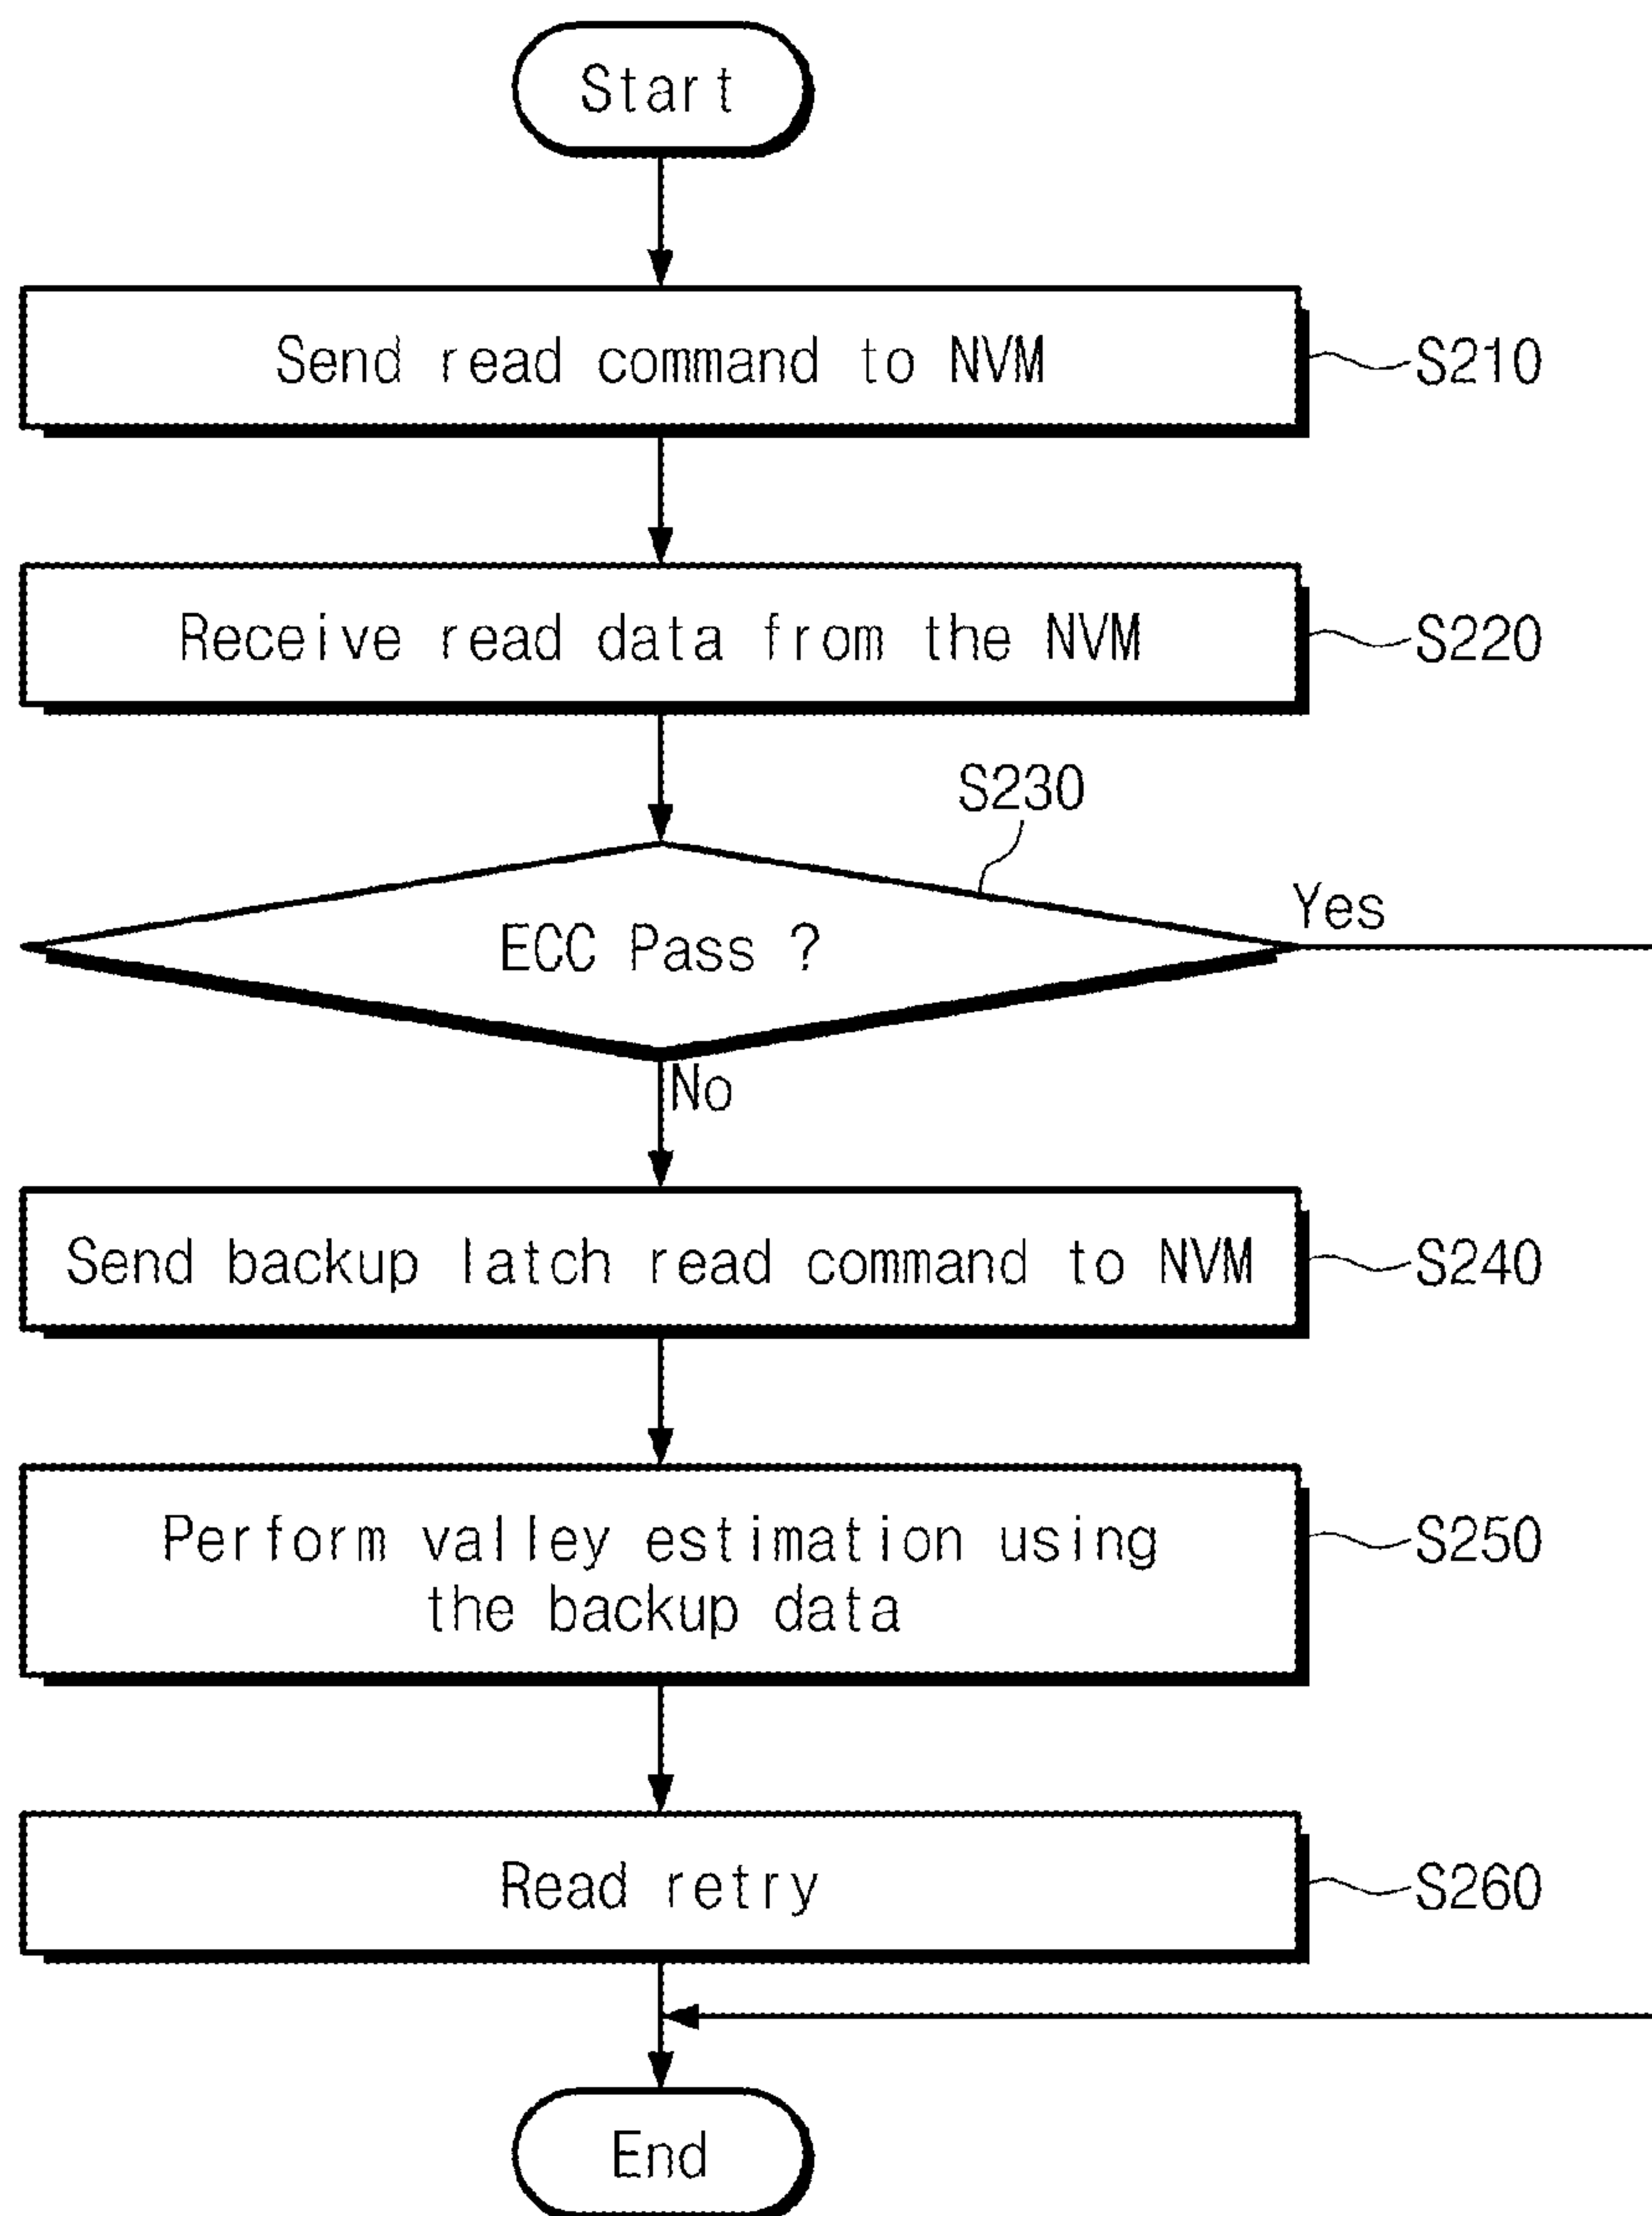 Start
Send read command to NVM
S210
Receive read data from the NVM
S220
S230
ECC Pass ?
Yes
No
Send backup latch read command to NVM
S240
Perform valley estimation using
the backup data
S250
Read retry
S260
End